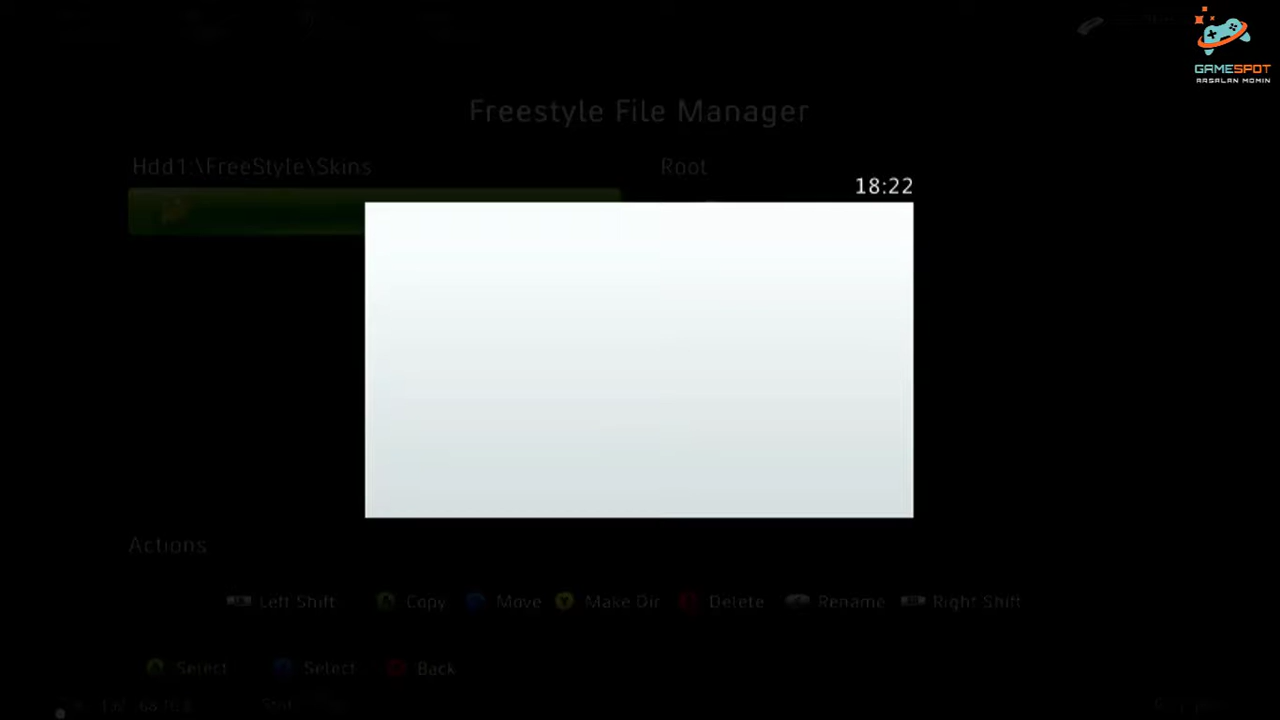 GAMESPOT
ARSALAN MOMIN
Freestyle File Manager
Hdd1:\FreeStyle\Skins
Root
18:22
Actions
Left Shift
Copy
Move
Make Dir
Delete
Rename
Right Shift
Select
Select
Back